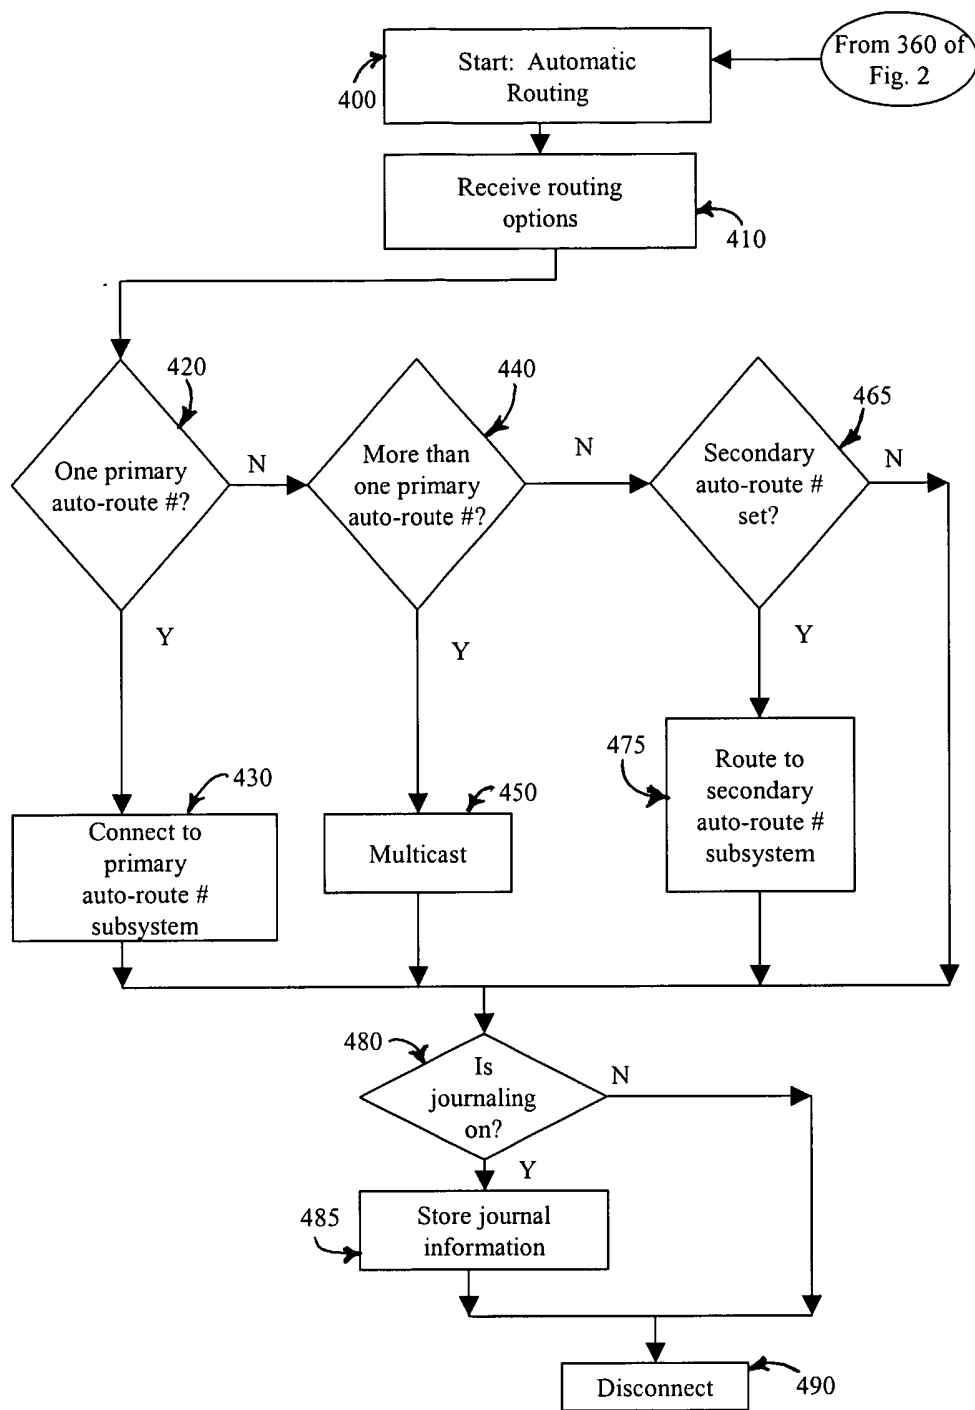 From 360 of
Fig. 2
Start: Automatic
Routing
400
Receive routing
options
410
420
One primary
auto-route #?
N
Y
440
More than
one primary
auto-route #?
N
Y
465
Secondary
auto-route #
set?
N
Y
430
Connect to
primary
auto-route #
subsystem
450
Multicast
475
Route to
secondary
auto-route #
subsystem
480
Is
journaling
on?
N
Y
485
Store journal
information
Disconnect
490